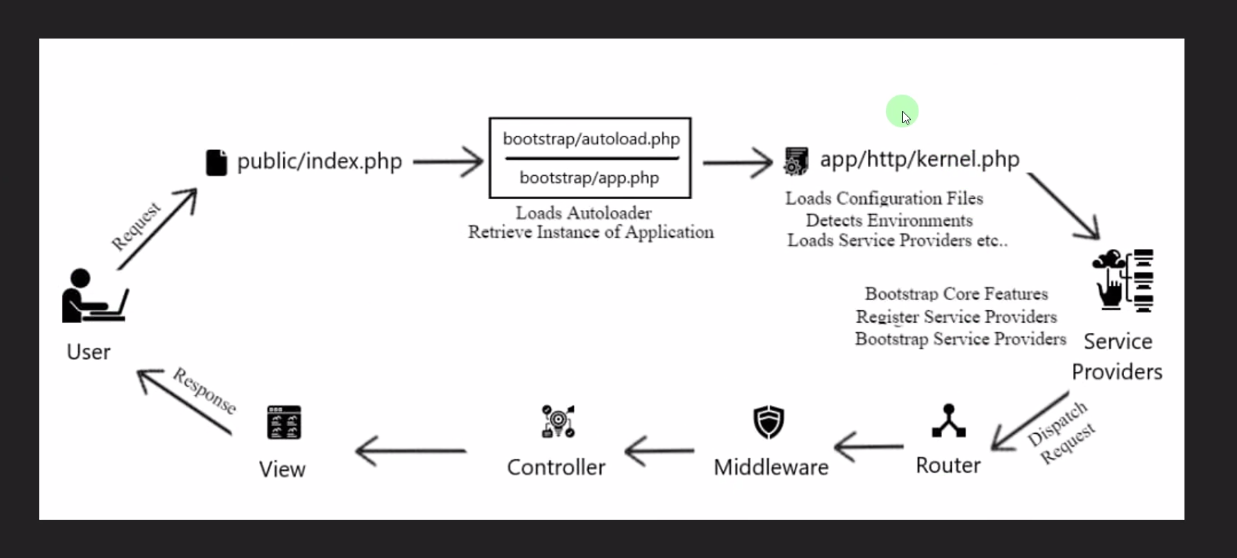 public/index.php
bootstrap/autoload.php
bootstrap/app.php
Loads Autoloader
Retrieve Instance of Application
app/http/kernel.php
Loads Configuration Files
Detects Environments
Loads Service Providers etc..
Request
User
Bootstrap Core Features
Register Service Providers
Bootstrap Service Providers
Service
Providers
Dispatch
Request
Router
Middleware
Controller
View
Response